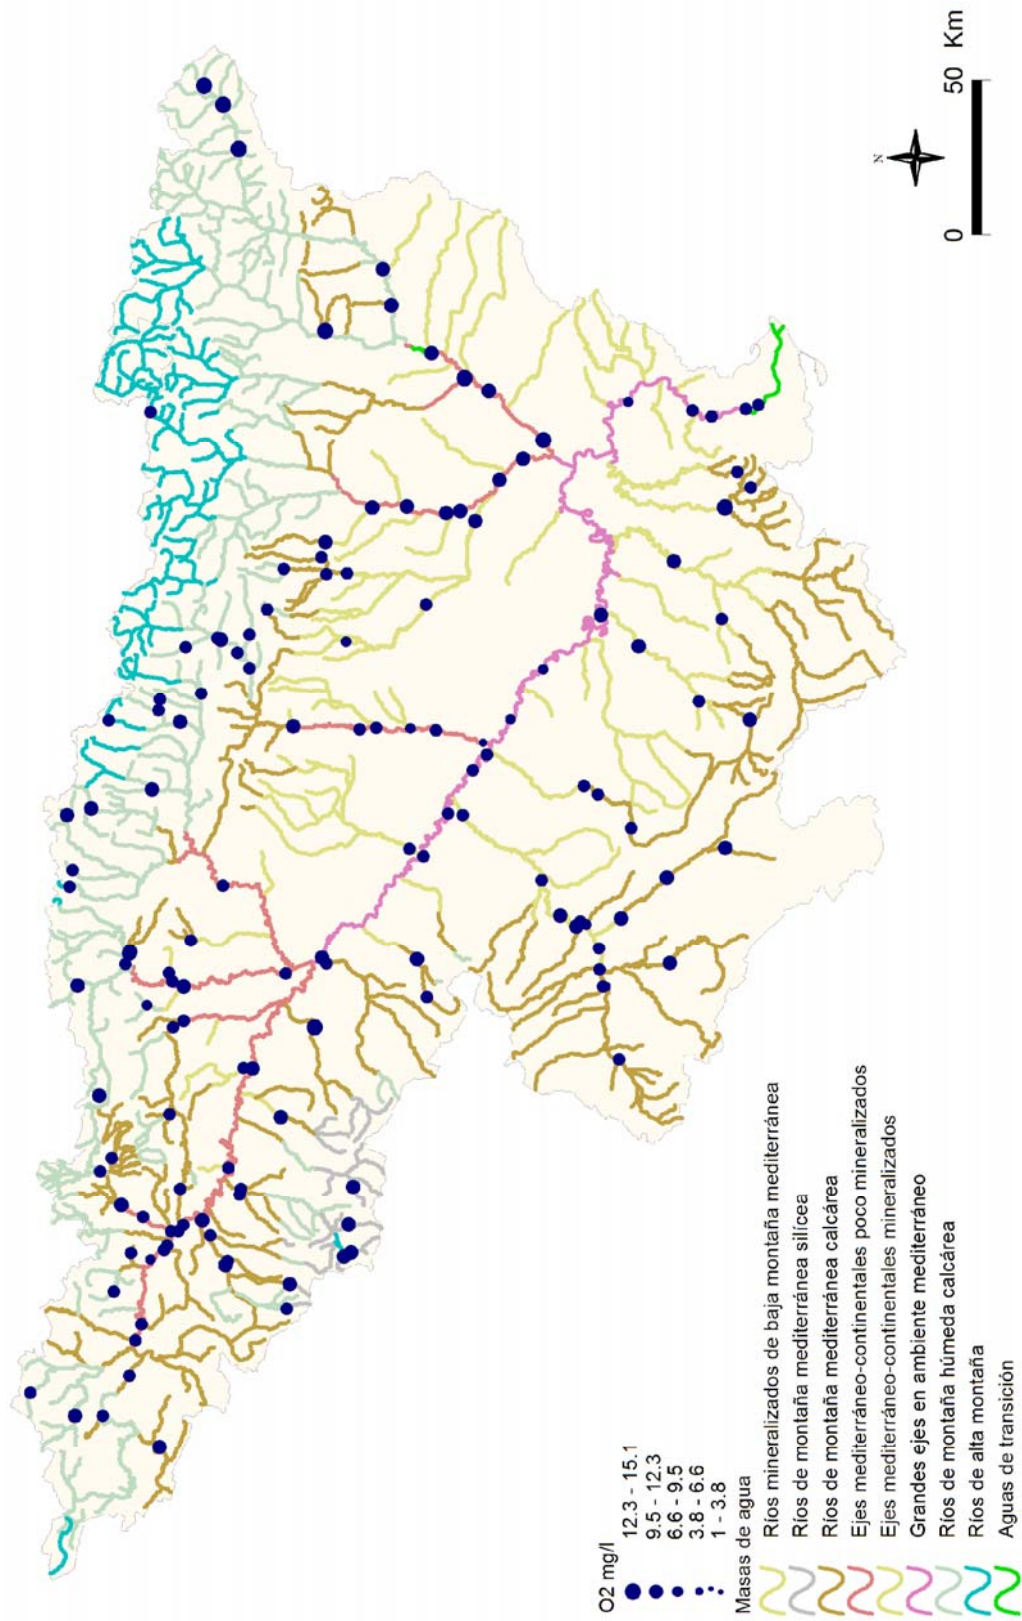 N
0 50 Km
O2 mg/l
12.3 - 15.1
9.5 - 12.3
6.6 - 9.5
3.8 - 6.6
1 - 3.8
Masas de agua
Ríos mineralizados de baja montaña mediterránea
Ríos de montaña mediterránea silícea
Ríos de montaña mediterránea calcárea
Ejes mediterráneo-continentales poco mineralizados
Ejes mediterráneo-continentales mineralizados
Grandes ejes en ambiente mediterráneo
Ríos de montaña húmeda calcárea
Ríos de alta montaña
Aguas de transición